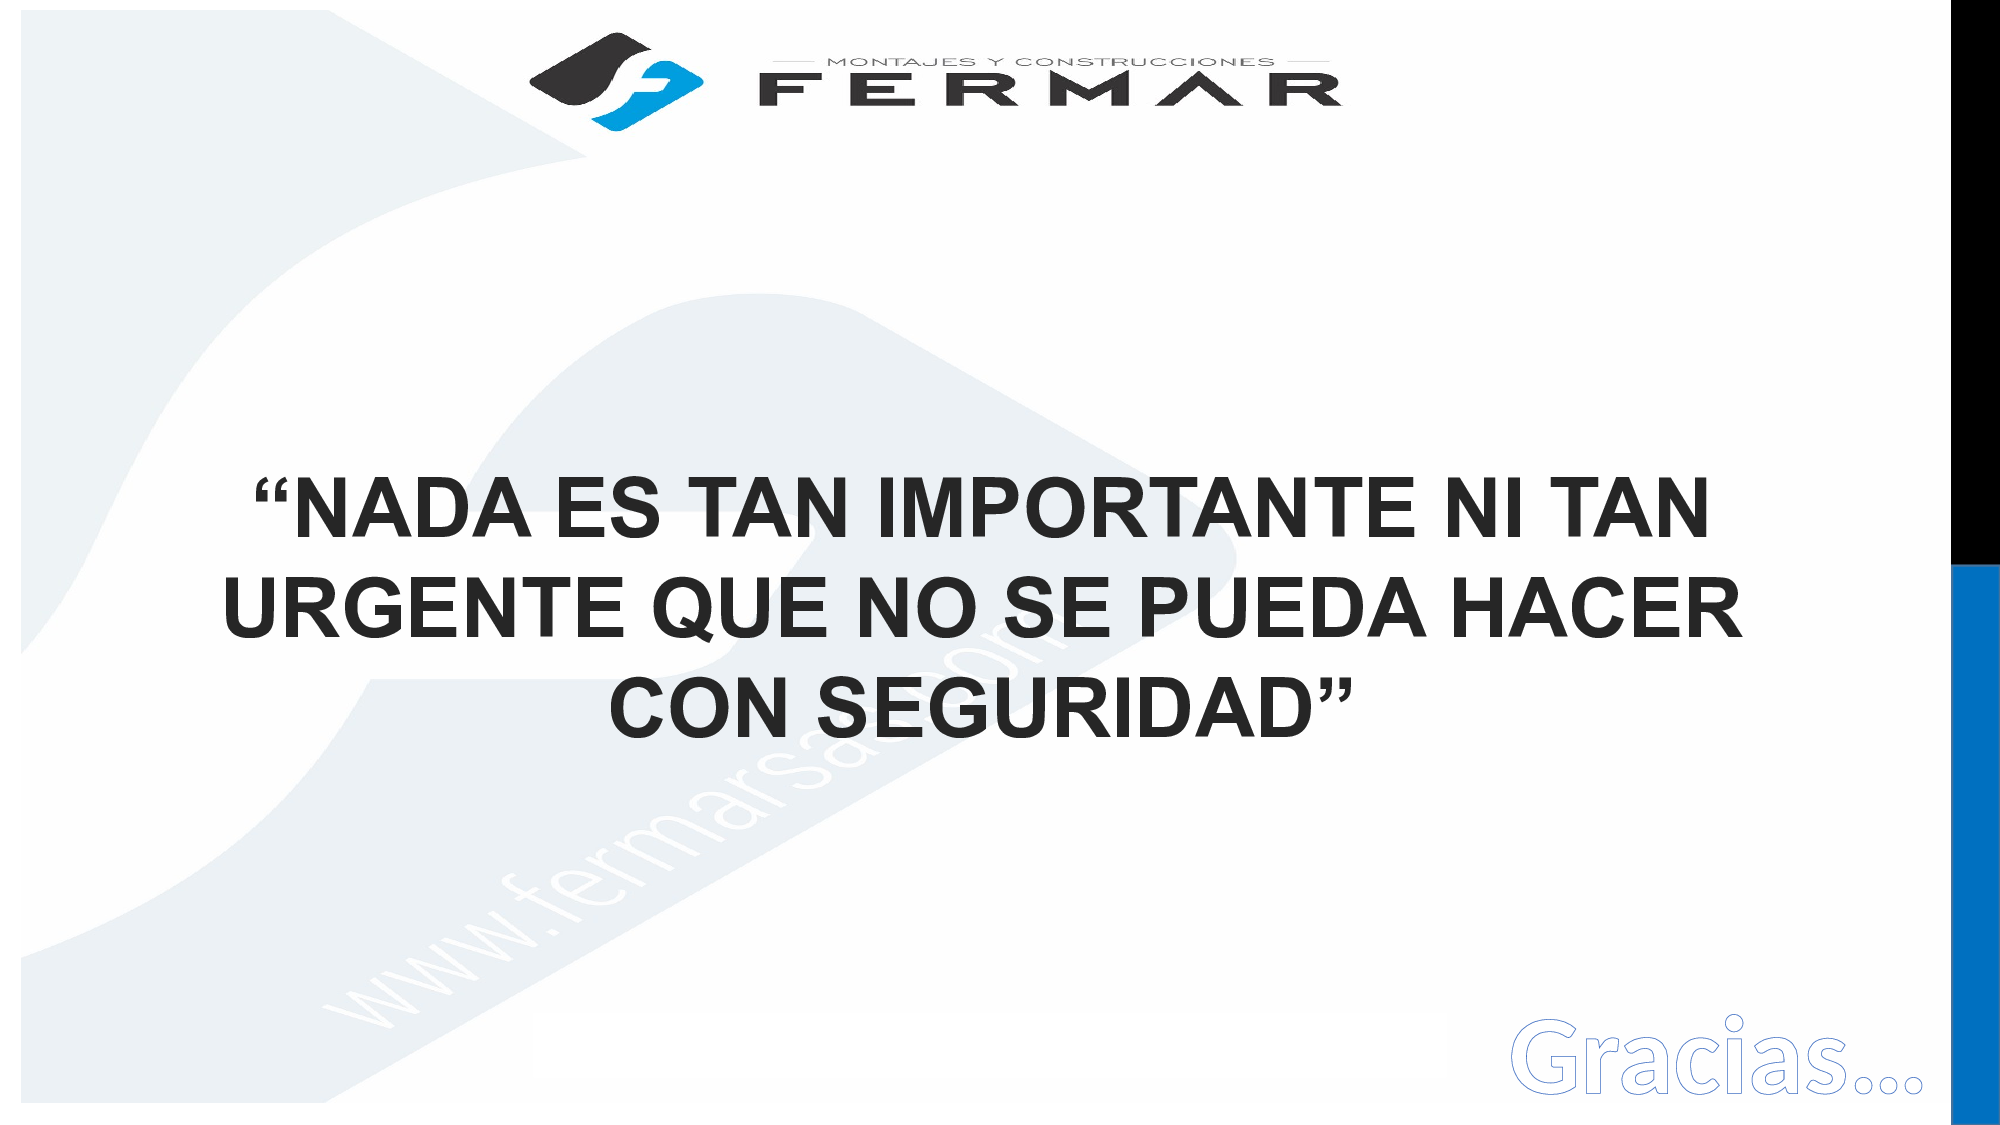 MONTAJES Y CONSTRUCCIONES
FERMAR
“NADA ES TAN IMPORTANTE NI TAN
URGENTE QUE NO SE PUEDA HACER
CON SEGURIDAD”
www.fermarsas.com
Gracias...